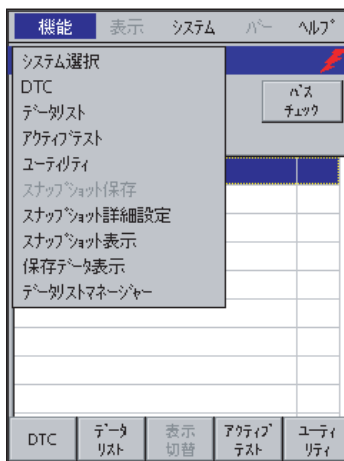 機能 表示 システム バー ヘルプ
システム選択
DTC
データリスト
アクティブテスト
ユーティリティ
スナップショット保存
スナップショット詳細設定
スナップショット表示
保存データ表示
データリストマネージャー
バス
チェック
DTC
データ
リスト
表示
切替
アクティブ
テスト
ユーティ
リティ